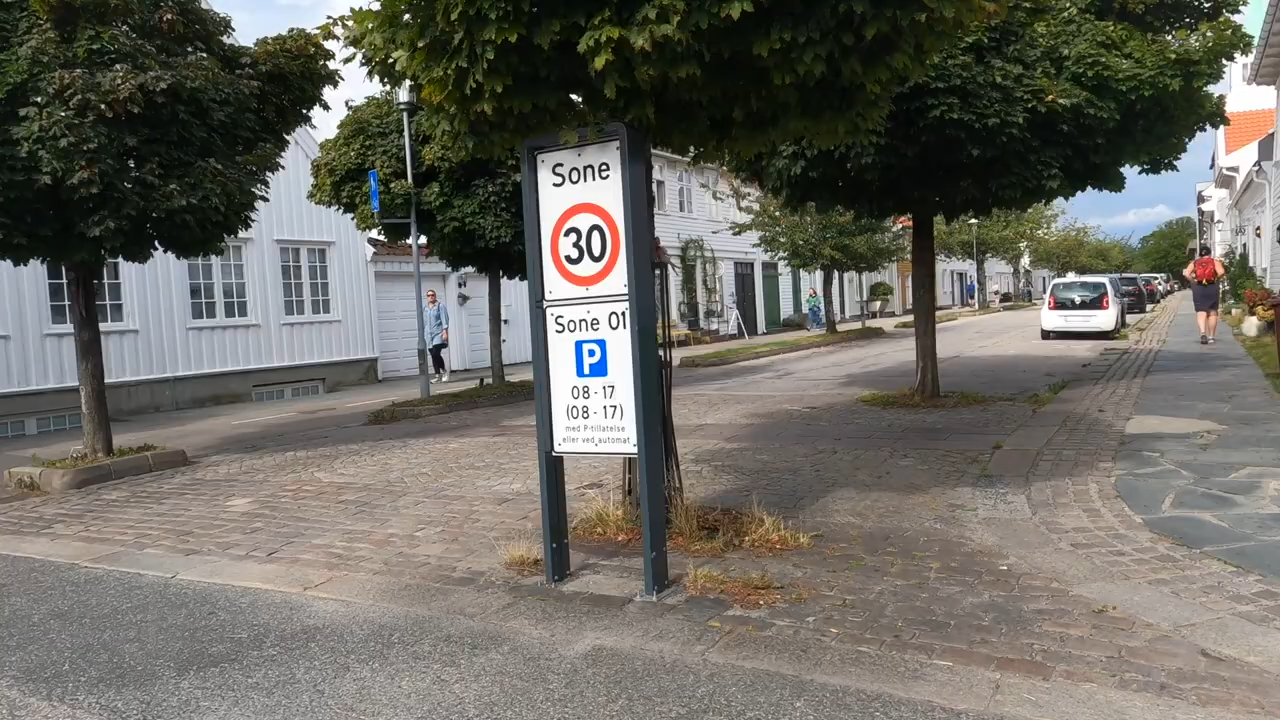 Sone
30
Sone 01
P
08 - 17
(08 - 17)
med P-tillatelse
eller ved automat